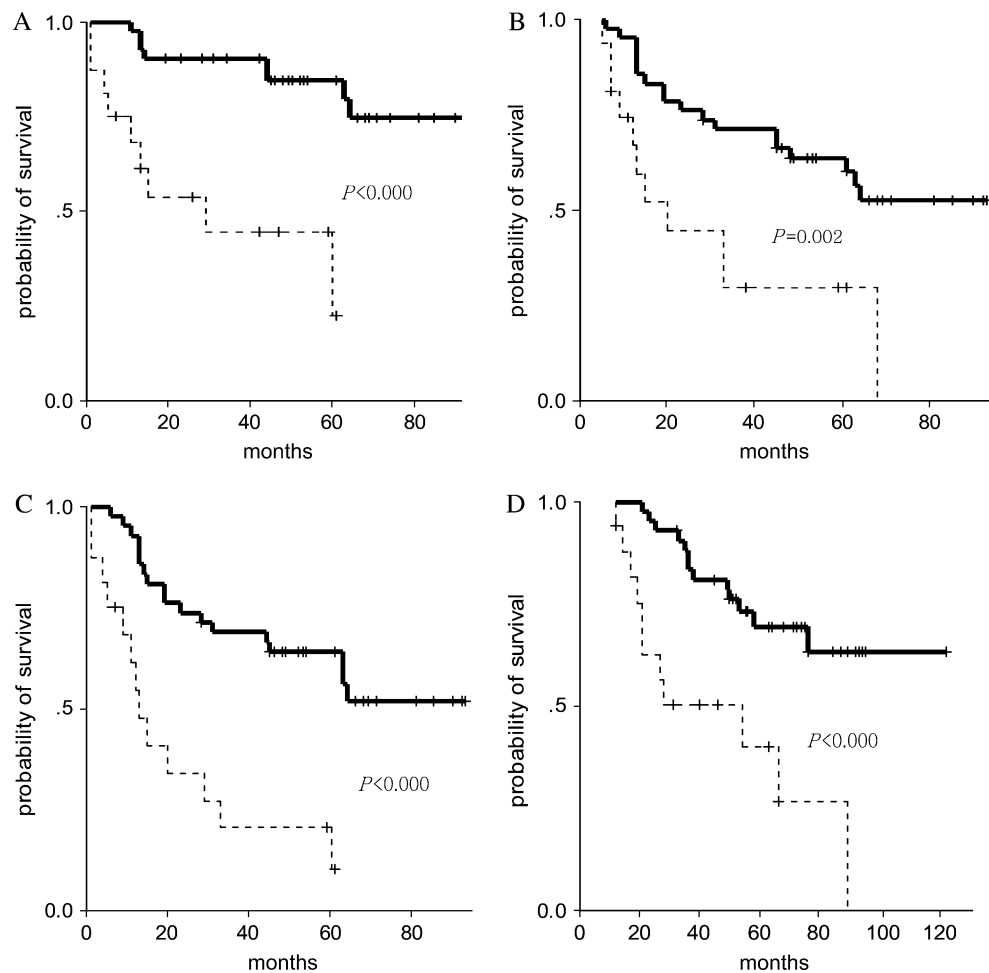 A
1.0
probability of survival
.5
P<0.000
0.0
0 20 40 60 80
months
B
1.0
probability of survival
.5
P=0.002
0.0
0 20 40 60 80
months
C
1.0
probability of survival
.5
P<0.000
0.0
0 20 40 60 80
months
D
1.0
probability of survival
.5
P<0.000
0.0
0 20 40 60 80 100 120
months